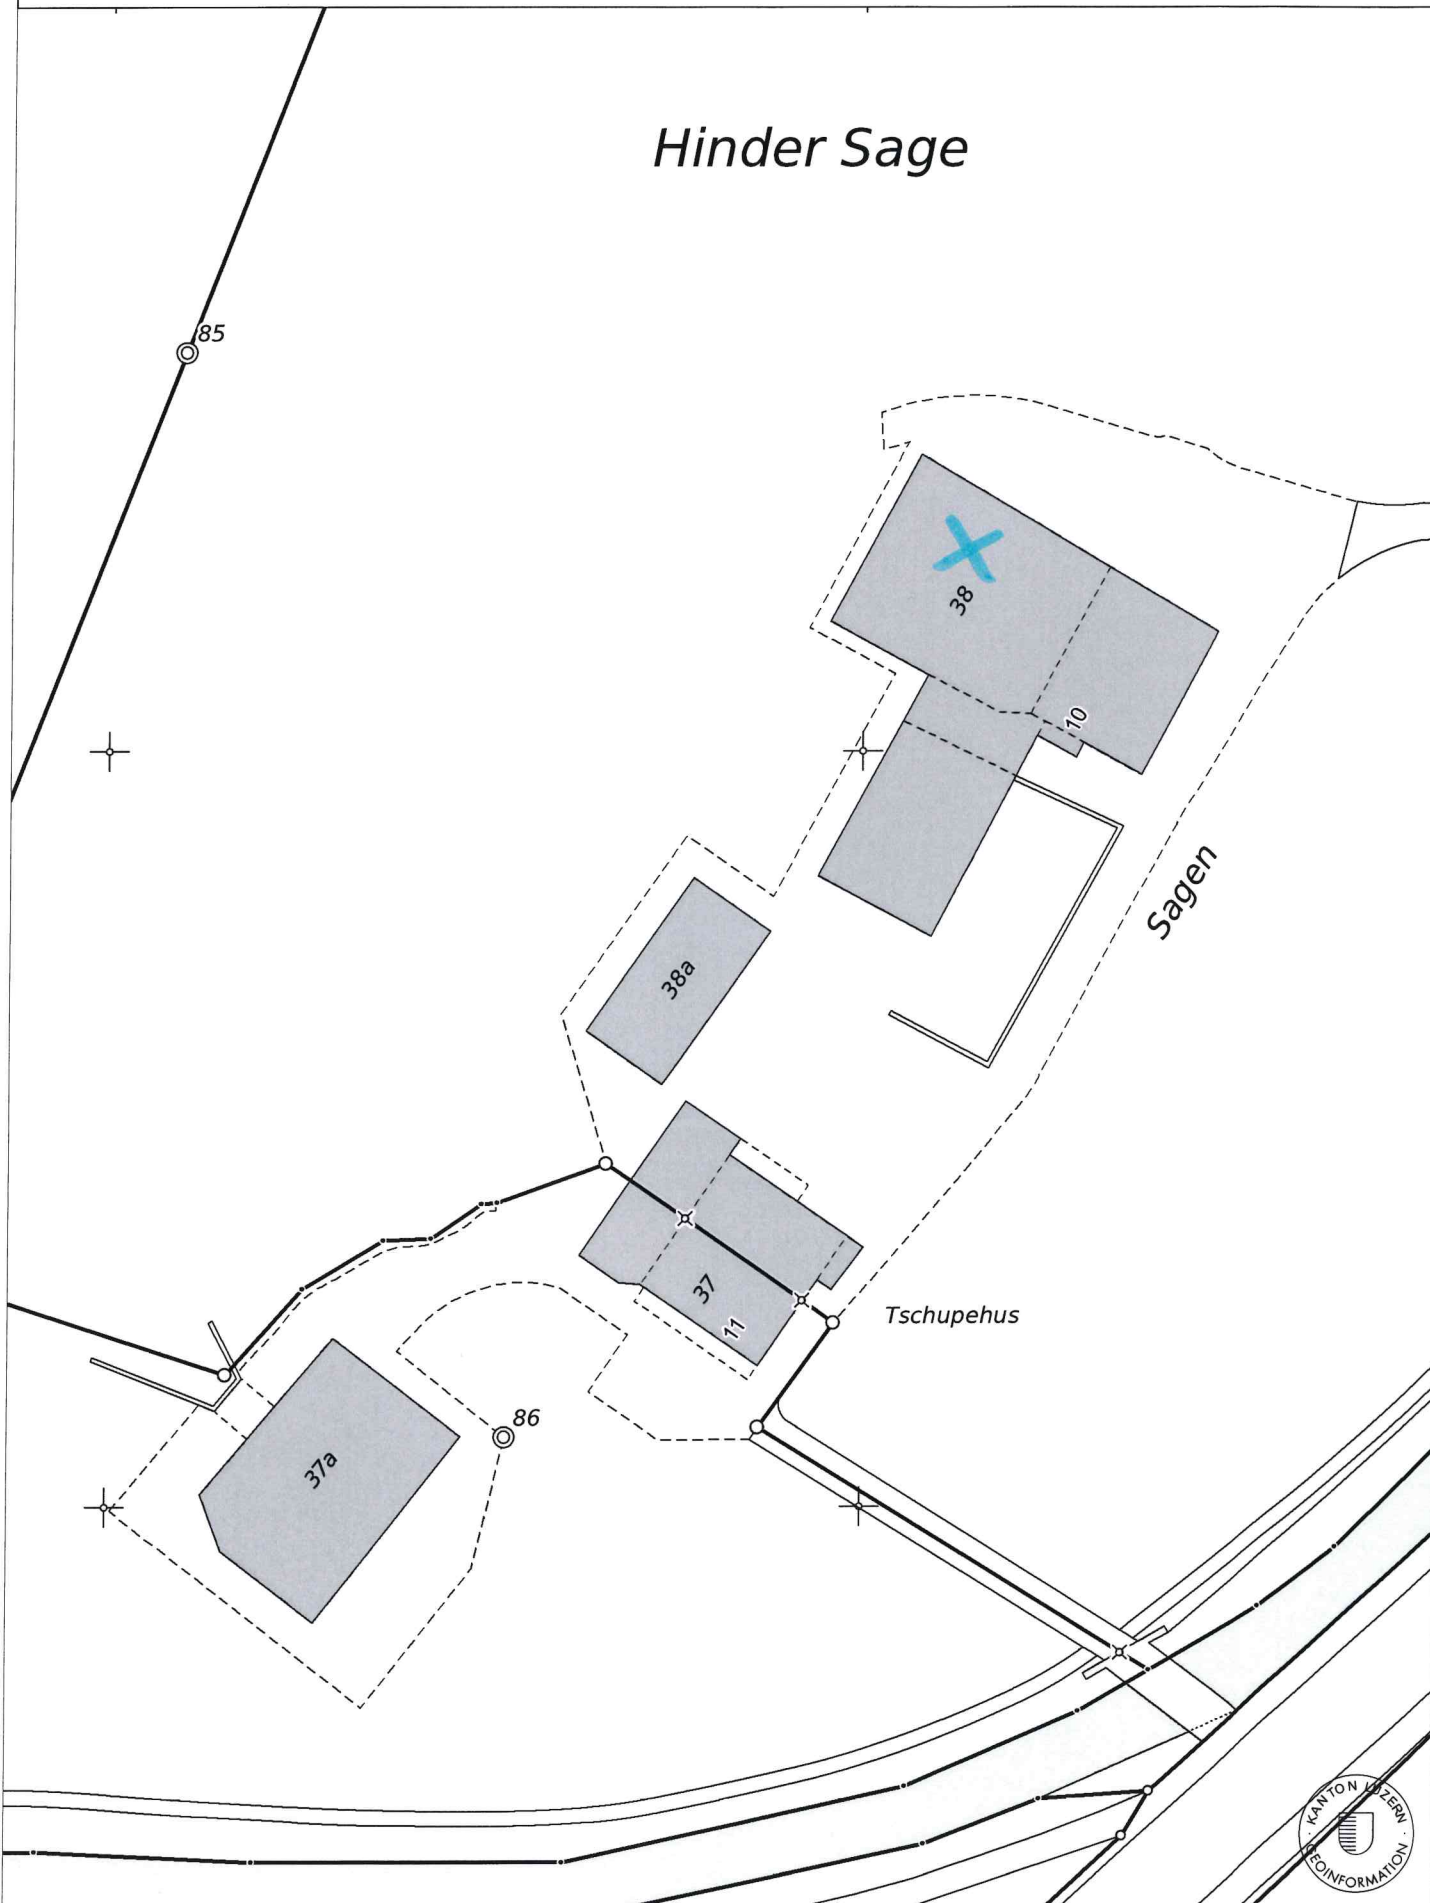 Hinder Sage
85
38
10
Sagen
38a
37
11
Tschupehus
86
37a
KANTON LUZERN
GEOINFORMATION